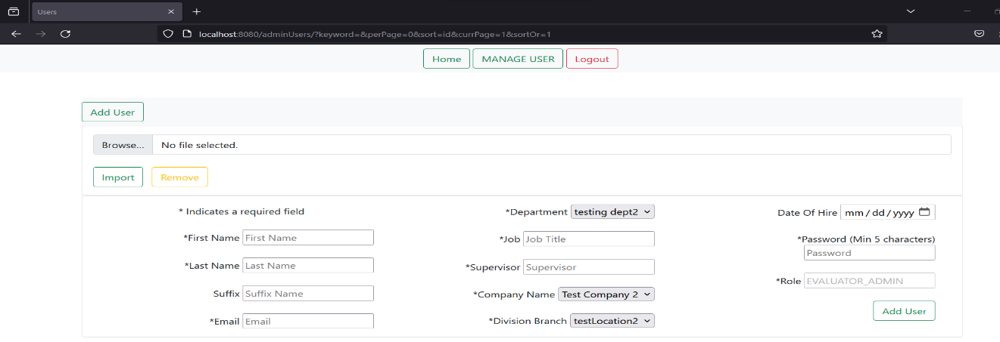 Users
localhost:8080/adminUsers/?keyword=&perPage=0&sort=id&currPage=1&sortOr=1
Home MANAGE USER Logout
Add User
Browse... No file selected.
Import Remove
* Indicates a required field
*First Name First Name
*Last Name Last Name
Suffix Suffix Name
*Email Email
*Department testing dept2
*Job Job Title
*Supervisor Supervisor
*Company Name Test Company 2
*Division Branch testLocation2
Date Of Hire mm/dd/yyyy
*Password (Min 5 characters)
Password
*Role EVALUATOR_ADMIN
Add User